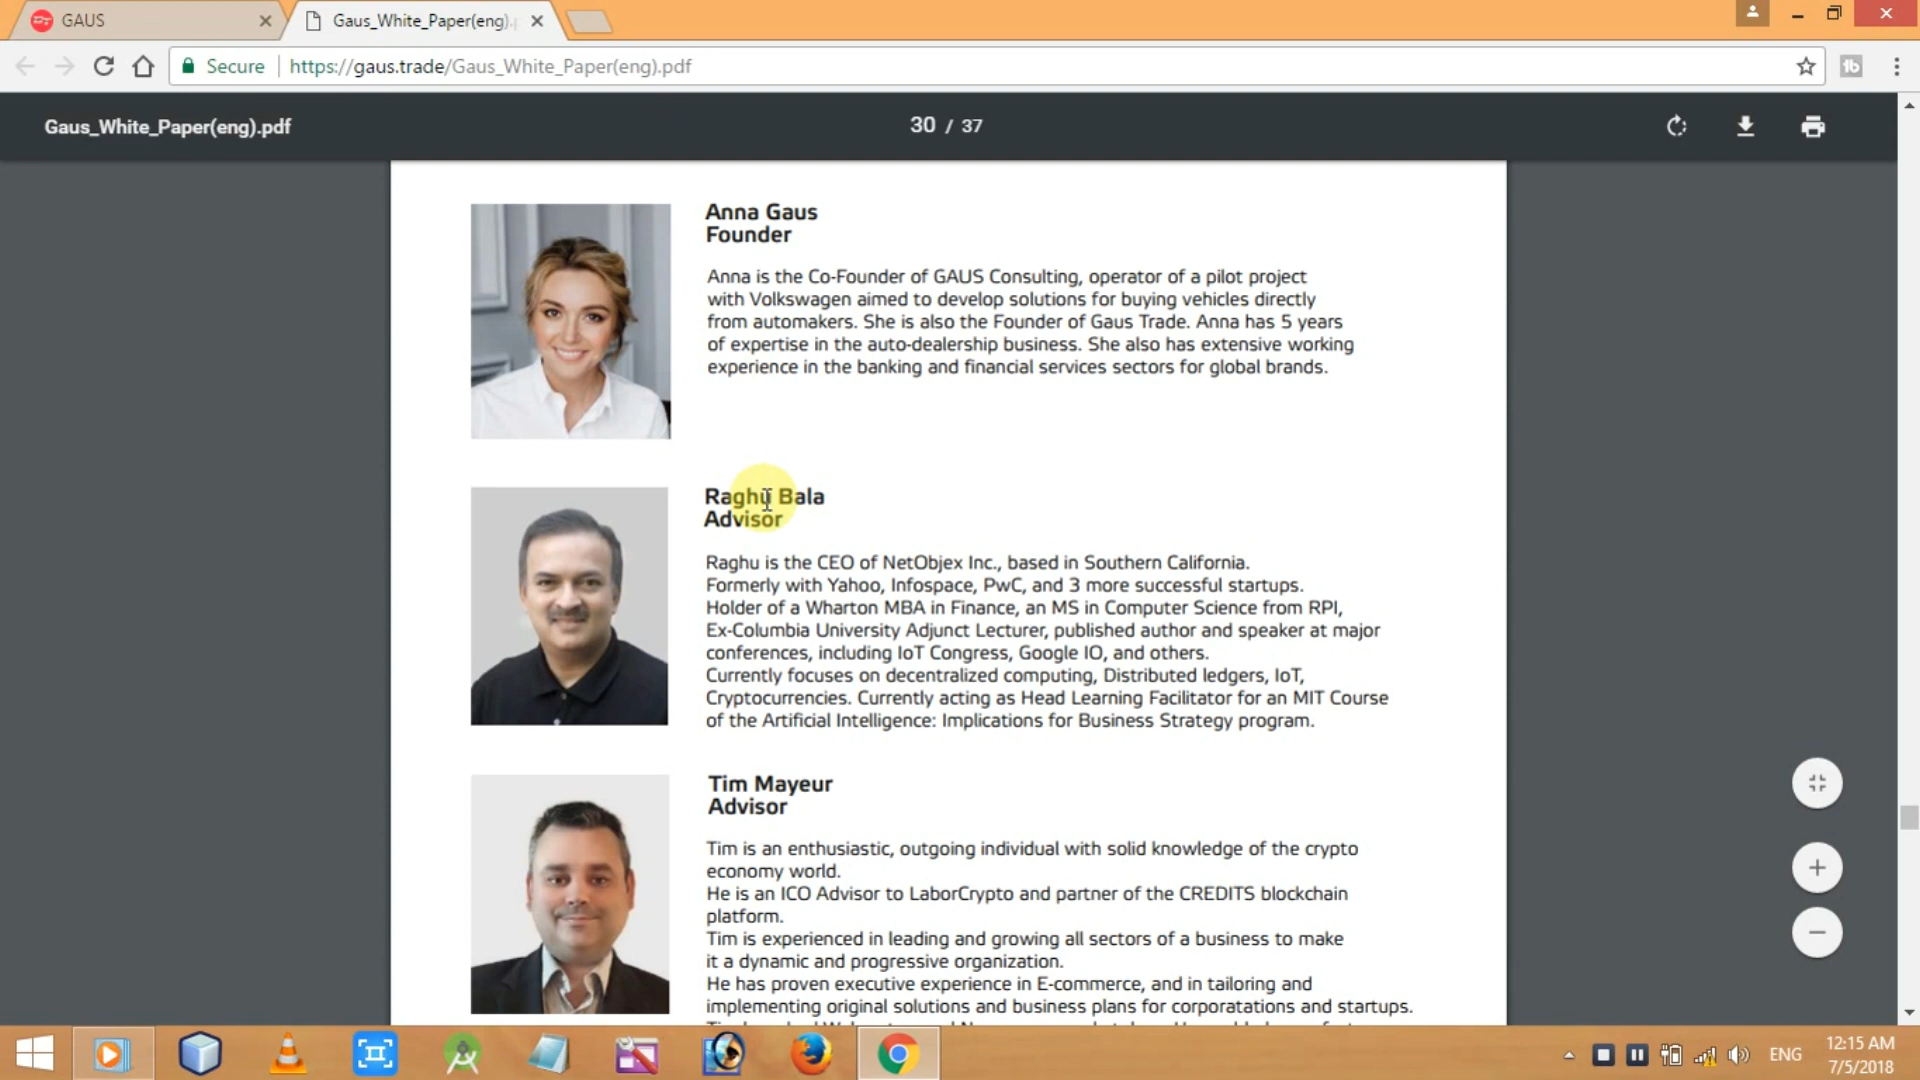 GAUS
Gaus_White_Paper(eng).
Secure
https://gaus.trade/Gaus_White_Paper(eng).pdf
Gaus_White_Paper(eng).pdf
30 / 37
Anna Gaus
Founder
Anna is the Co-Founder of GAUS Consulting, operator of a pilot project
with Volkswagen aimed to develop solutions for buying vehicles directly
from automakers. She is also the Founder of Gaus Trade. Anna has 5 years
of expertise in the auto-dealership business. She also has extensive working
experience in the banking and financial services sectors for global brands.
Raghu Bala
Advisor
Raghu is the CEO of NetObjex Inc., based in Southern California.
Formerly with Yahoo, Infospace, PwC, and 3 more successful startups.
Holder of a Wharton MBA in Finance, an MS in Computer Science from RPI,
Ex-Columbia University Adjunct Lecturer, published author and speaker at major
conferences, including IoT Congress, Google IO, and others.
Currently focuses on decentralized computing, Distributed ledgers, IoT,
Cryptocurrencies. Currently acting as Head Learning Facilitator for an MIT Course
of the Artificial Intelligence: Implications for Business Strategy program.
Tim Mayeur
Advisor
Tim is an enthusiastic, outgoing individual with solid knowledge of the crypto
economy world.
He is an ICO Advisor to LaborCrypto and partner of the CREDITS blockchain
platform.
Tim is experienced in leading and growing all sectors of a business to make
it a dynamic and progressive organization.
He has proven executive experience in E-commerce, and in tailoring and
implementing original solutions and business plans for corporatations and startups.
ENG
12:15 AM
7/5/2018